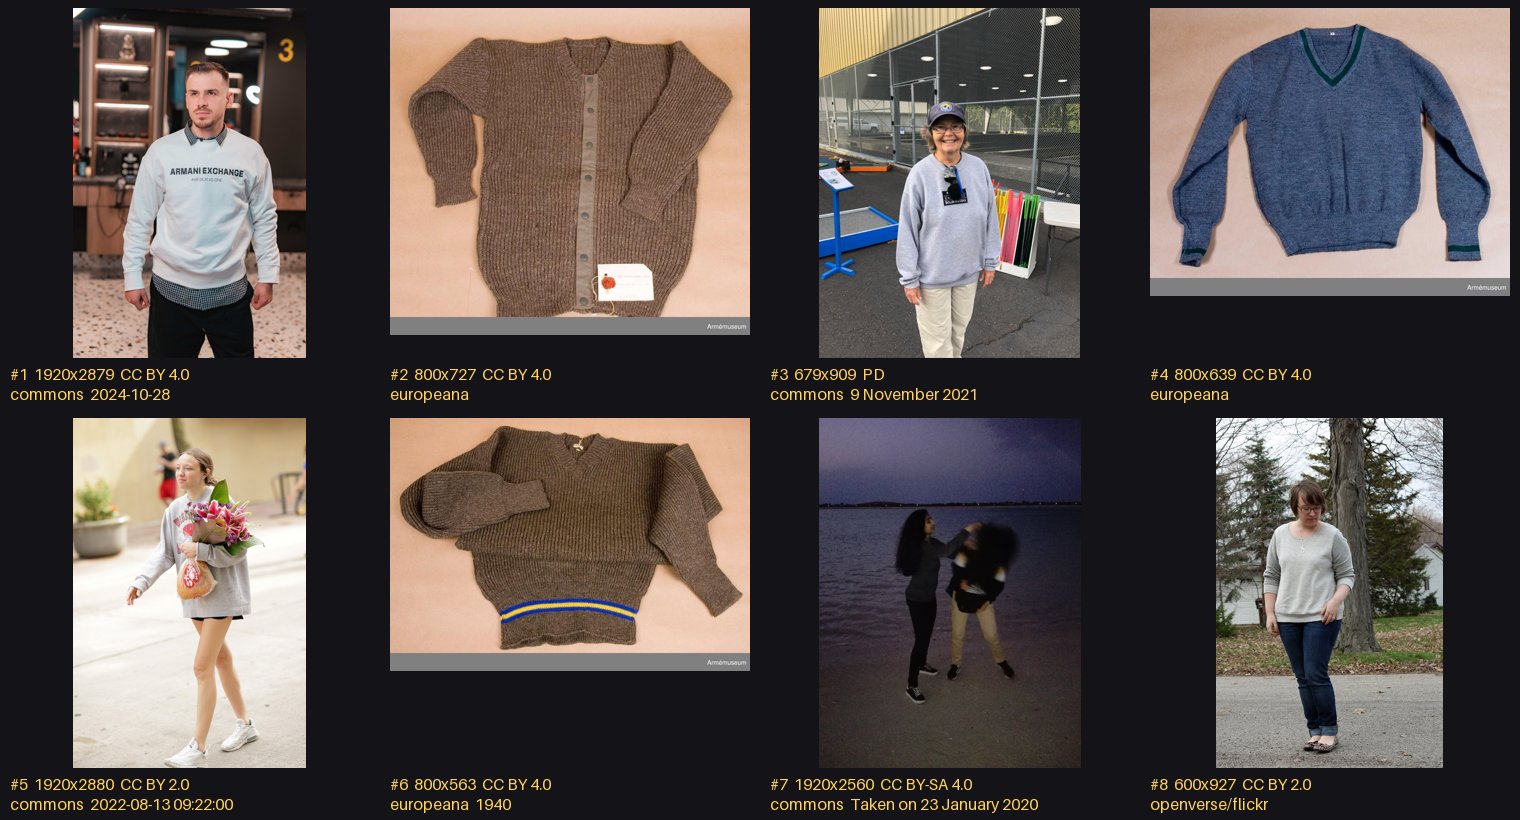 3
ARMANI EXCHANGE
Armémuseum
Armémuseum
#1 1920x2879 CC BY 4.0
commons 2024-10-28
#2 800x727 CC BY 4.0
europeana
#3 679x909 PD
commons 9 November 2021
#4 800x639 CC BY 4.0
europeana
Armémuseum
#5 1920x2880 CC BY 2.0
commons 2022-08-13 09:22:00
#6 800x563 CC BY 4.0
europeana 1940
#7 1920x2560 CC BY-SA 4.0
commons Taken on 23 January 2020
#8 600x927 CC BY 2.0
openverse/flickr